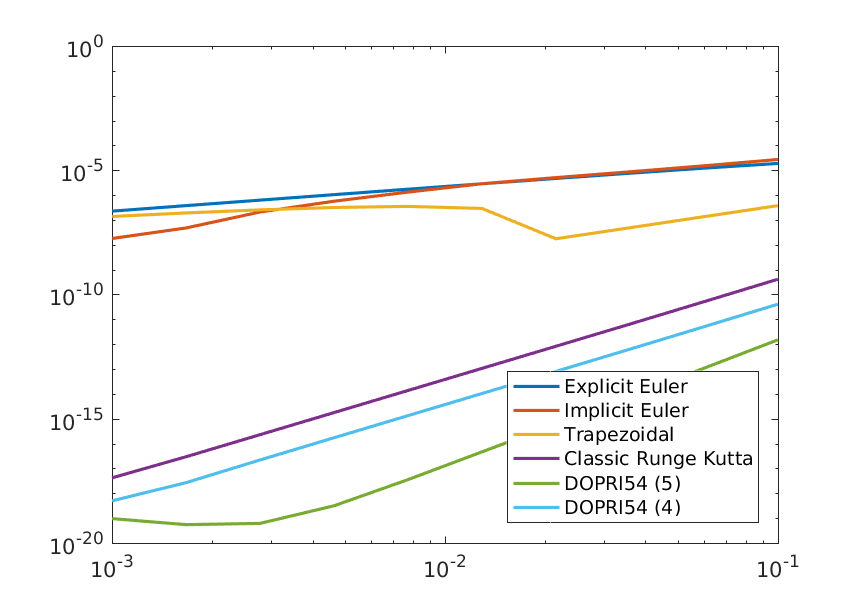 10^0
10^-5
10^-10
10^-15
10^-20
Explicit Euler
Implicit Euler
Trapezoidal
Classic Runge Kutta
DOPRI54 (5)
DOPRI54 (4)
10^-3 10^-2 10^-1